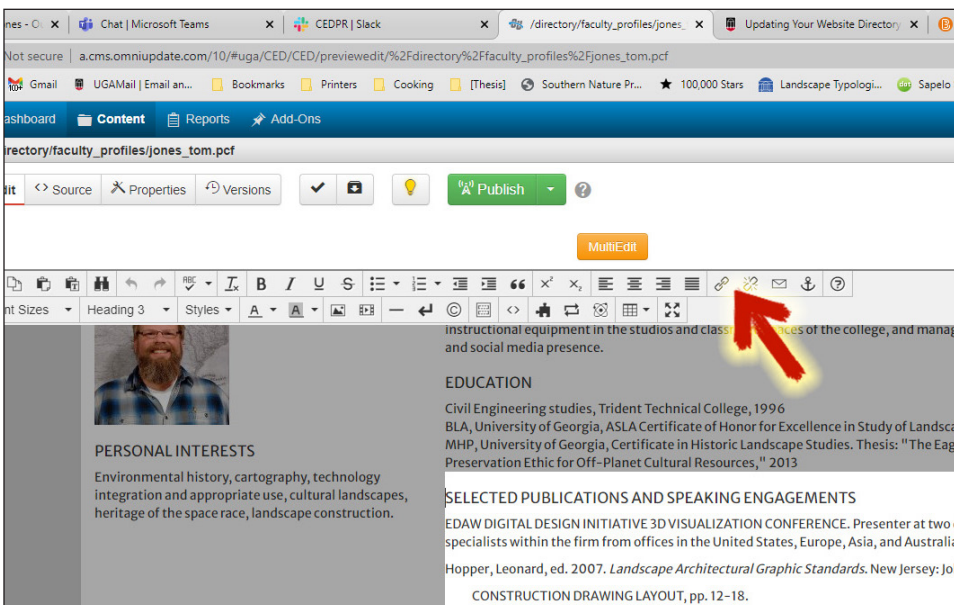 nes - O Chat | Microsoft Teams CEDPR | Slack /directory/faculty_profiles/jones_ Updating Your Website Directory
Not secure a.cms.omniupdate.com/10/#uga/CED/CED/previewedit/%2Fdirectory%2Ffaculty_profiles%2Fjones_tom.pcf
100+ Gmail UGAMail | Email an... Bookmarks Printers Cooking [Thesis] Southern Nature Pr... 100,000 Stars Landscape Typologi... Sapelo
ashboard Content Reports Add-Ons
irectory/faculty_profiles/jones_tom.pcf
dit <> Source Properties Versions Publish
MultiEdit
ABC Tx B I U S x² x₂
nt Sizes Heading 3 Styles A A
instructional equipment in the studios and class of the college, and manag
and social media presence.
EDUCATION
Civil Engineering studies, Trident Technical College, 1996
BLA, University of Georgia, ASLA Certificate of Honor for Excellence in Study of Landsca
MHP, University of Georgia, Certificate in Historic Landscape Studies. Thesis: "The Eag
Preservation Ethic for Off-Planet Cultural Resources," 2013
PERSONAL INTERESTS
Environmental history, cartography, technology
integration and appropriate use, cultural landscapes,
heritage of the space race, landscape construction.
SELECTED PUBLICATIONS AND SPEAKING ENGAGEMENTS
EDAW DIGITAL DESIGN INITIATIVE 3D VISUALIZATION CONFERENCE. Presenter at two
specialists within the firm from offices in the United States, Europe, Asia, and Australia
Hopper, Leonard, ed. 2007. Landscape Architectural Graphic Standards. New Jersey: Jo
CONSTRUCTION DRAWING LAYOUT, pp. 12-18.